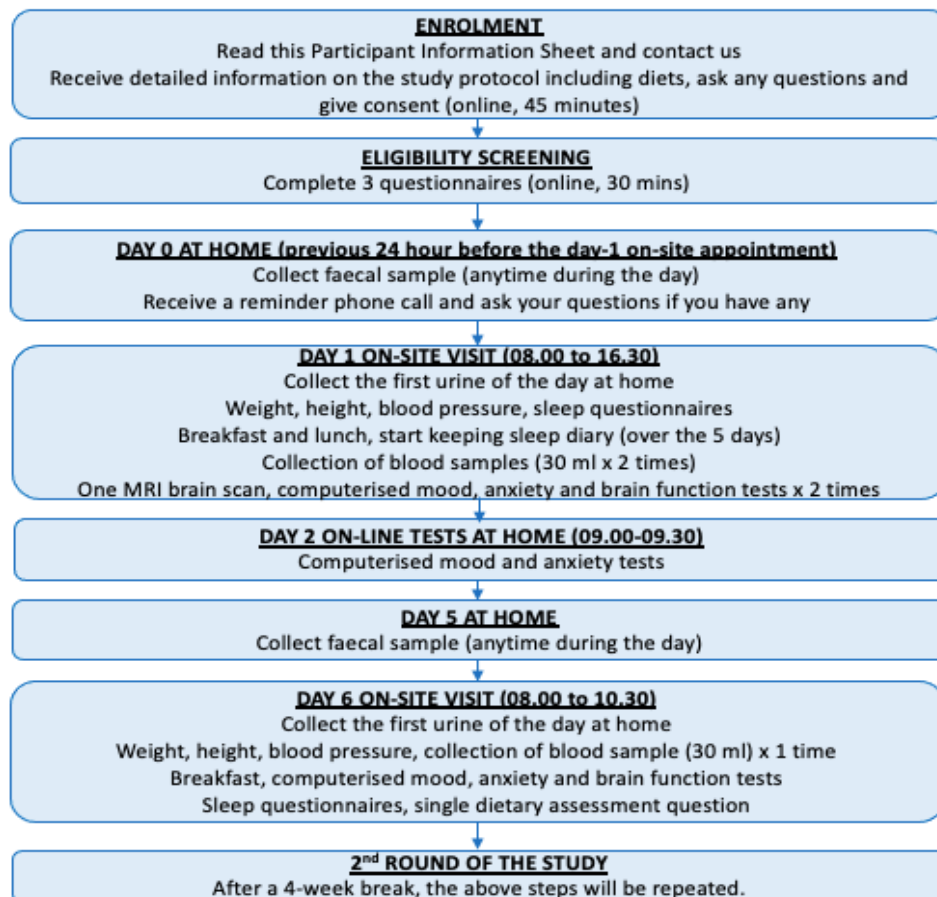 ENROLMENT
Read this Participant Information Sheet and contact us
Receive detailed information on the study protocol including diets, ask any questions and
give consent (online, 45 minutes)
ELIGIBILITY SCREENING
Complete 3 questionnaires (online, 30 mins)
DAY 0 AT HOME (previous 24 hour before the day-1 on-site appointment)
Collect faecal sample (anytime during the day)
Receive a reminder phone call and ask your questions if you have any
DAY 1 ON-SITE VISIT (08.00 to 16.30)
Collect the first urine of the day at home
Weight, height, blood pressure, sleep questionnaires
Breakfast and lunch, start keeping sleep diary (over the 5 days)
Collection of blood samples (30 ml x 2 times)
One MRI brain scan, computerised mood, anxiety and brain function tests x 2 times
DAY 2 ON-LINE TESTS AT HOME (09.00-09.30)
Computerised mood and anxiety tests
DAY 5 AT HOME
Collect faecal sample (anytime during the day)
DAY 6 ON-SITE VISIT (08.00 to 10.30)
Collect the first urine of the day at home
Weight, height, blood pressure, collection of blood sample (30 ml) x 1 time
Breakfast, computerised mood, anxiety and brain function tests
Sleep questionnaires, single dietary assessment question
2nd ROUND OF THE STUDY
After a 4-week break, the above steps will be repeated.